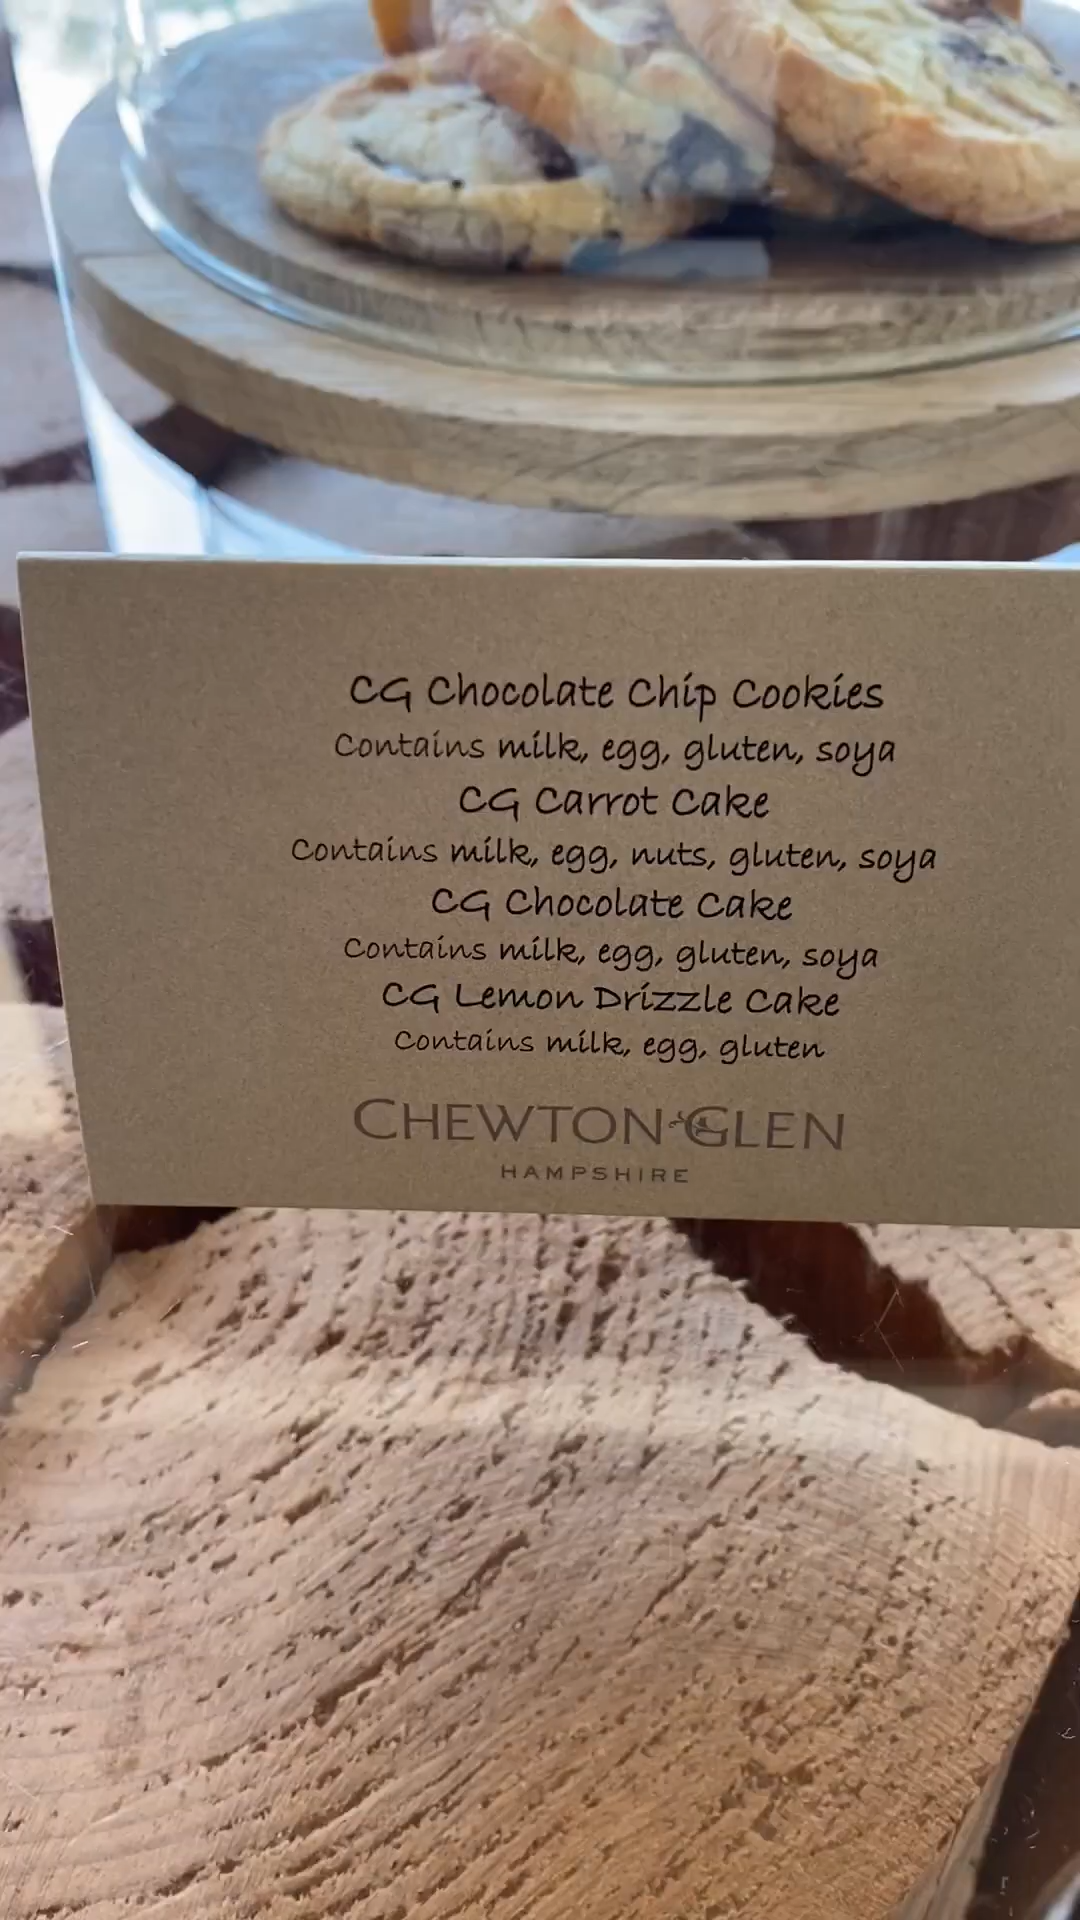 CG Chocolate Chip Cookies
Contains milk, egg, gluten, soya
CG Carrot Cake
Contains milk, egg, nuts, gluten, soya
CG Chocolate Cake
Contains milk, egg, gluten, soya
CG Lemon Drizzle Cake
Contains milk, egg, gluten
CHEWTON GLEN
HAMPSHIRE